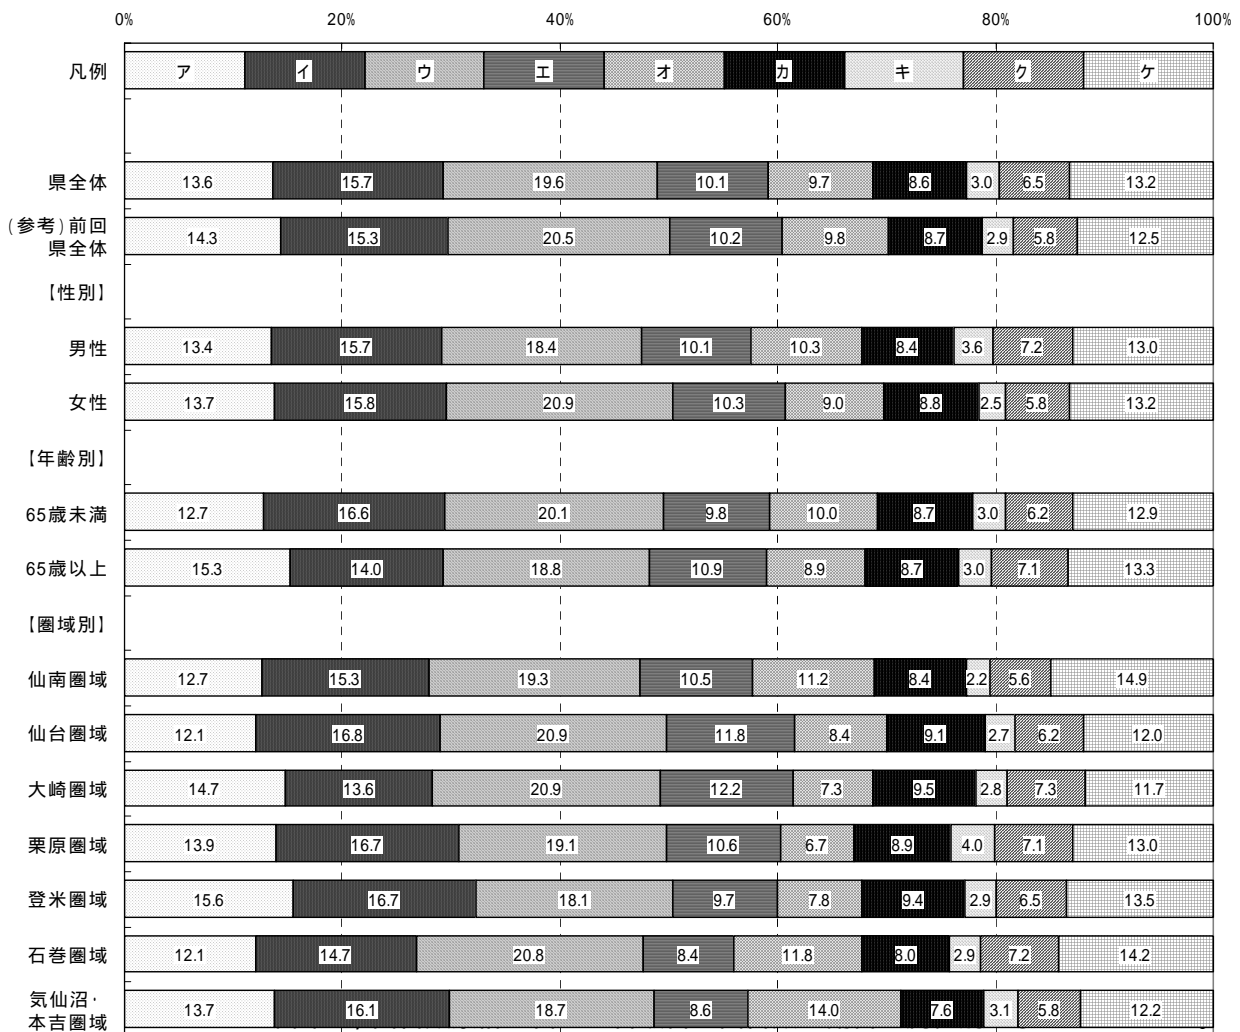 0% 20% 40% 60% 80% 100%
凡例 ア イ ウ エ オ カ キ ク ケ
県全体 13.6 15.7 19.6 10.1 9.7 8.6 3.0 6.5 13.2
(参考)前回
県全体 14.3 15.3 20.5 10.2 9.8 8.7 2.9 5.8 12.5
【性別】
男性 13.4 15.7 18.4 10.1 10.3 8.4 3.6 7.2 13.0
女性 13.7 15.8 20.9 10.3 9.0 8.8 2.5 5.8 13.2
【年齢別】
65歳未満 12.7 16.6 20.1 9.8 10.0 8.7 3.0 6.2 12.9
65歳以上 15.3 14.0 18.8 10.9 8.9 8.7 3.0 7.1 13.3
【圏域別】
仙南圏域 12.7 15.3 19.3 10.5 11.2 8.4 2.2 5.6 14.9
仙台圏域 12.1 16.8 20.9 11.8 8.4 9.1 2.7 6.2 12.0
大崎圏域 14.7 13.6 20.9 12.2 7.3 9.5 2.8 7.3 11.7
栗原圏域 13.9 16.7 19.1 10.6 6.7 8.9 4.0 7.1 13.0
登米圏域 15.6 16.7 18.1 9.7 7.8 9.4 2.9 6.5 13.5
石巻圏域 12.1 14.7 20.8 8.4 11.8 8.0 2.9 7.2 14.2
気仙沼・
本吉圏域 13.7 16.1 18.7 8.6 14.0 7.6 3.1 5.8 12.2